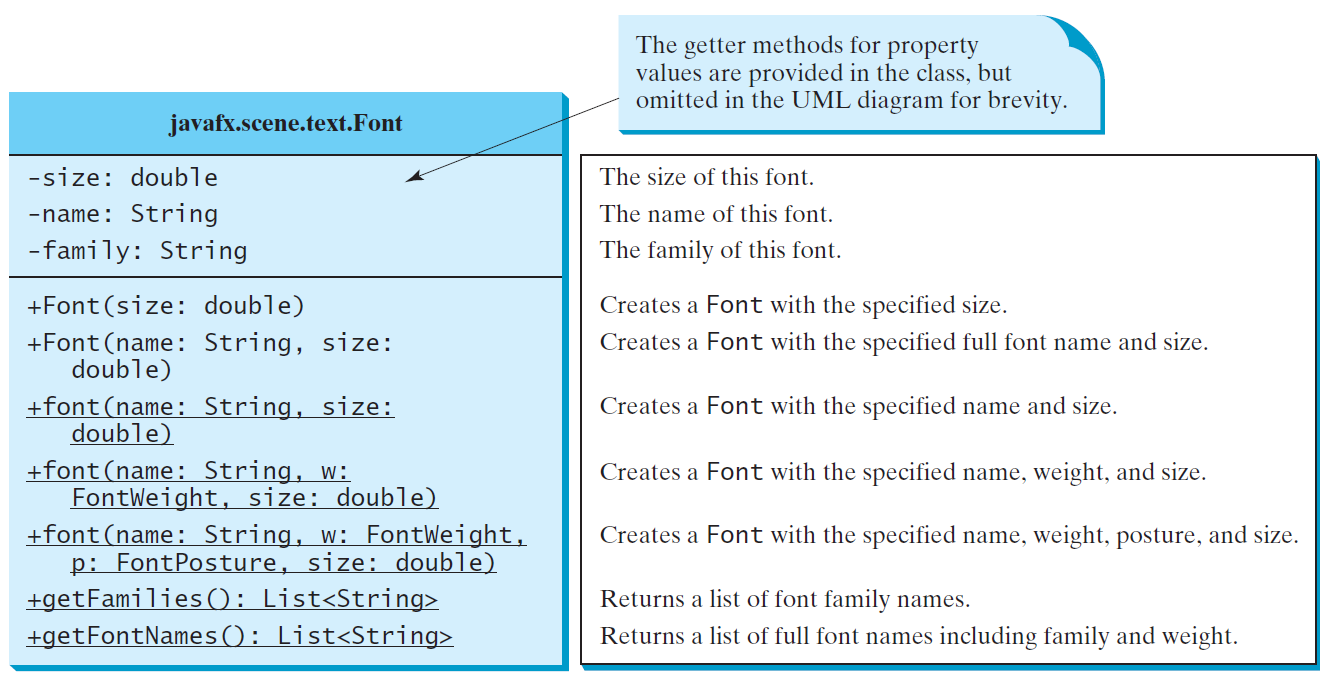 The getter methods for property
values are provided in the class, but
omitted in the UML diagram for brevity.
javafx.scene.text.Font
-size: double
The size of this font.
-name: String
The name of this font.
-family: String
The family of this font.
+Font(size: double)
Creates a Font with the specified size.
+Font(name: String, size:
double)
Creates a Font with the specified full font name and size.
+font(name: String, size:
double)
Creates a Font with the specified name and size.
+font(name: String, w:
FontWeight, size: double)
Creates a Font with the specified name, weight, and size.
+font(name: String, w: FontWeight,
p: FontPosture, size: double)
Creates a Font with the specified name, weight, posture, and size.
+getFamilies(): List<String>
Returns a list of font family names.
+getFontNames(): List<String>
Returns a list of full font names including family and weight.